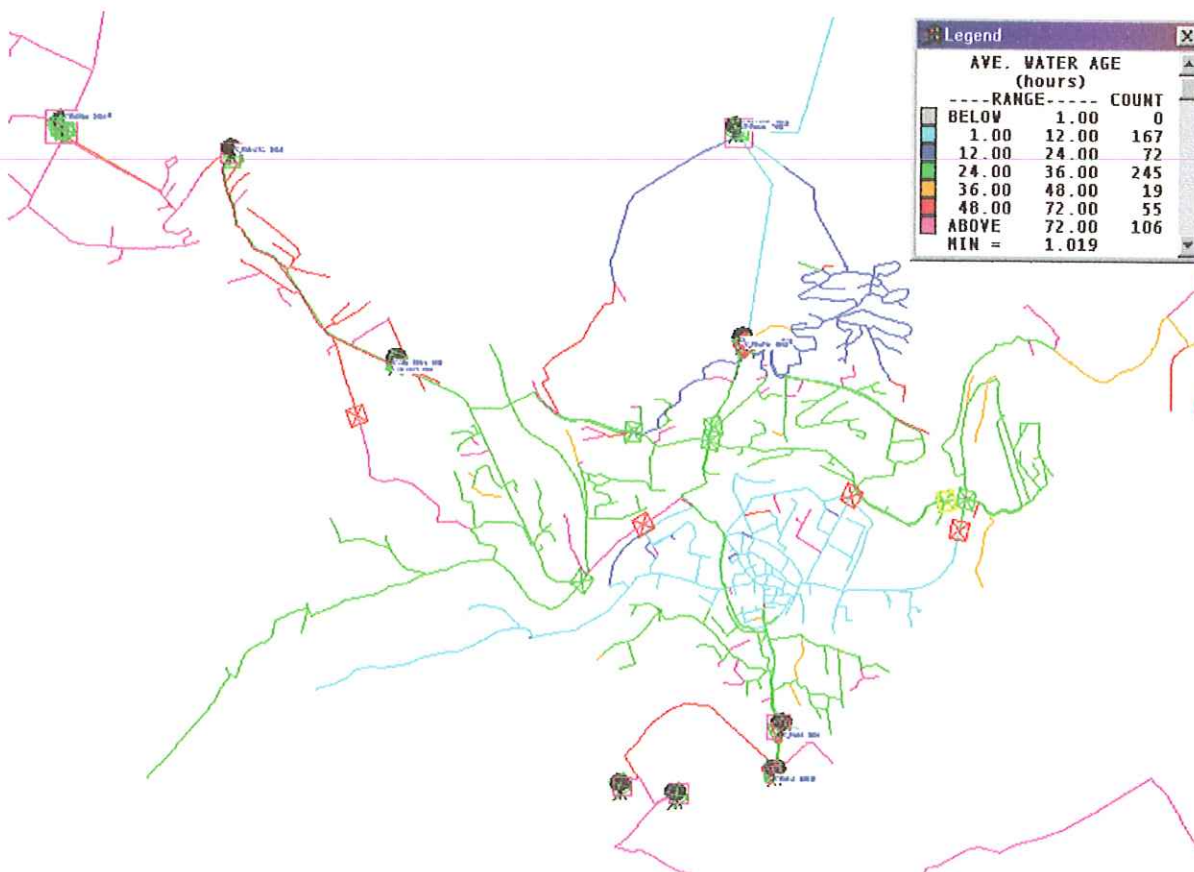 Legend
AVE. WATER AGE
(hours)
----RANGE----- COUNT
BELOW 1.00 0
1.00 12.00 167
12.00 24.00 72
24.00 36.00 245
36.00 48.00 19
48.00 72.00 55
ABOVE 72.00 106
MIN = 1.019